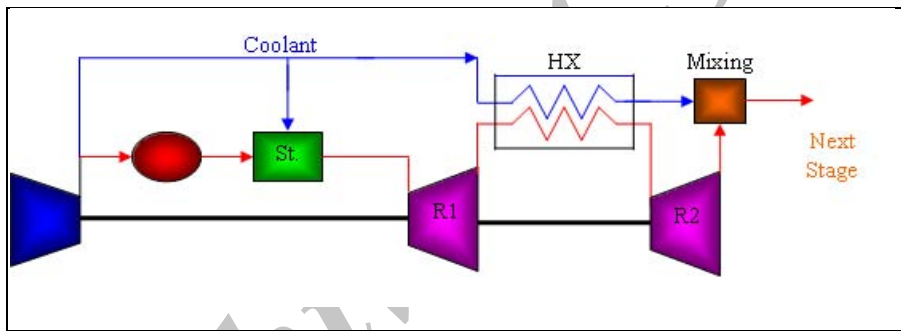 Coolant
HX
Mixing
St.
Next
Stage
R1
R2